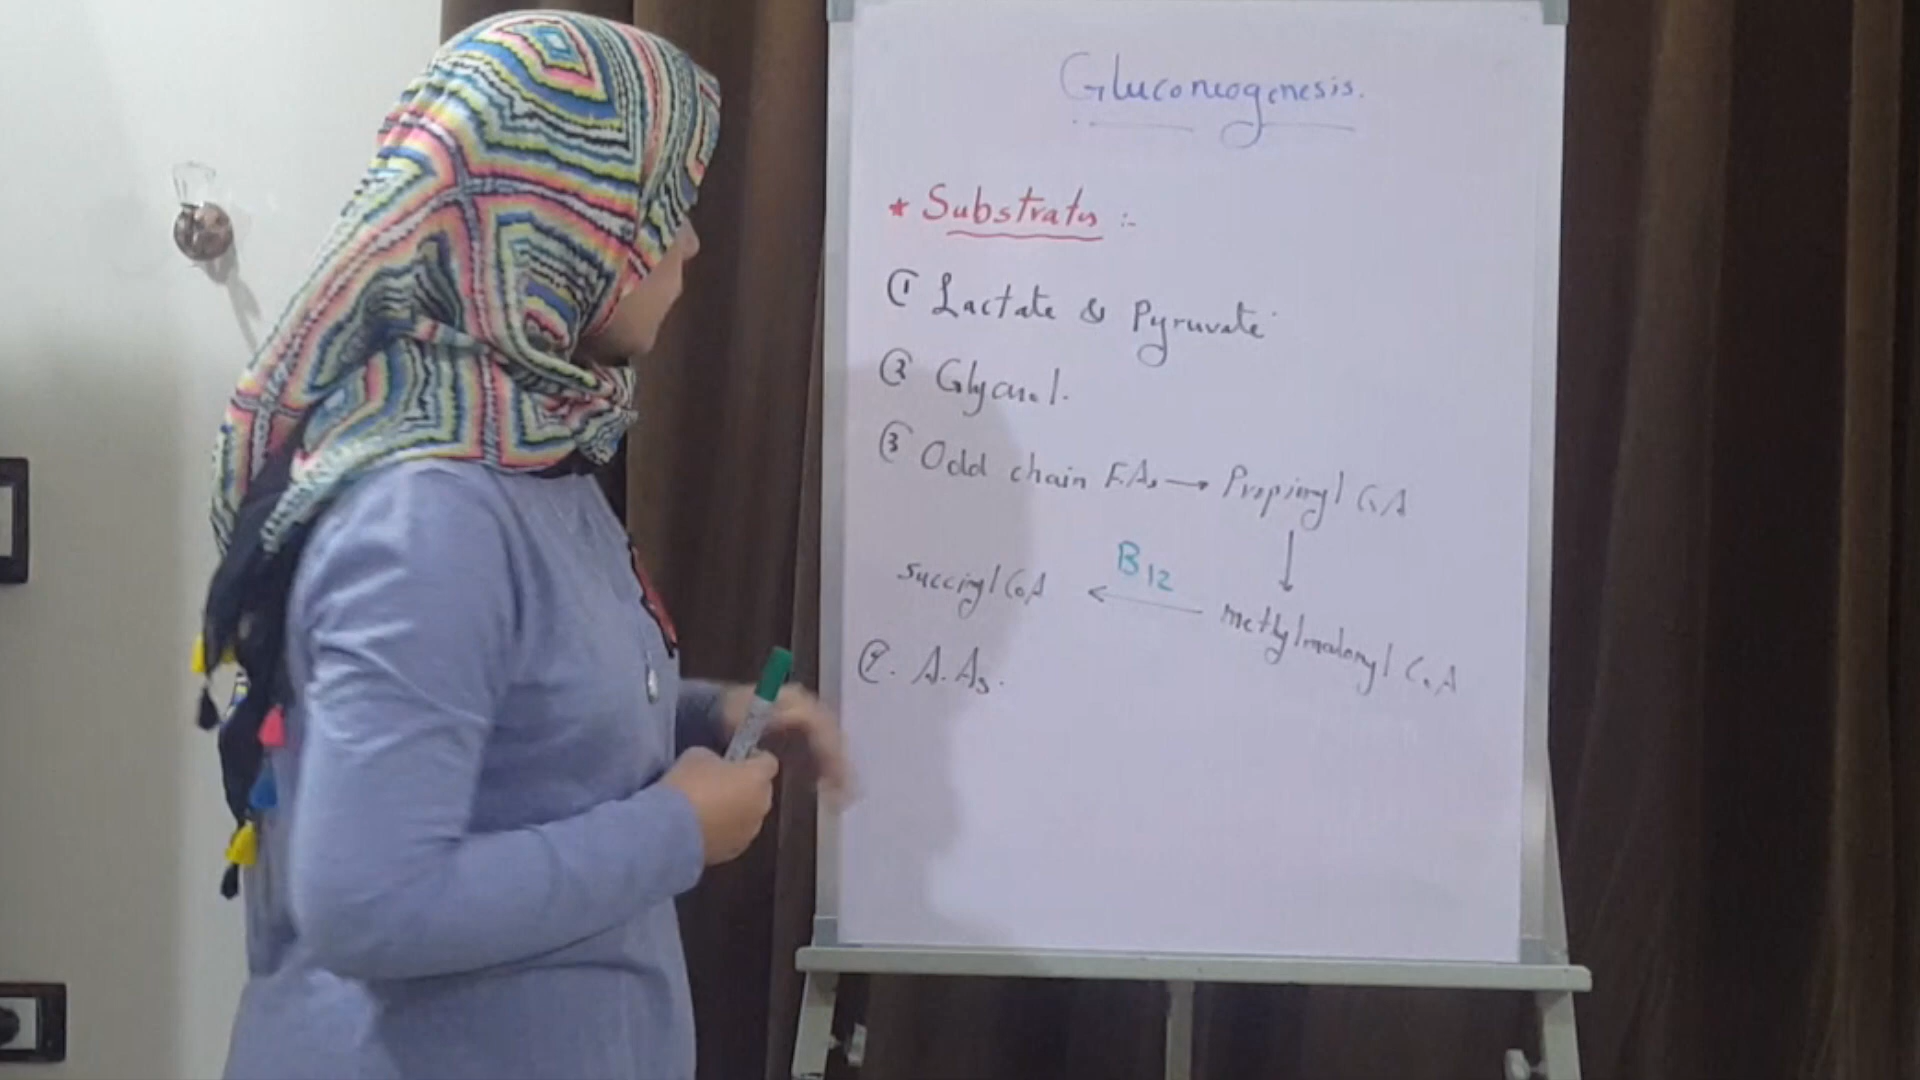 Gluconeogenesis.
* Substrates :-
① Lactate & Pyruvate
② Glycerol.
③ Odd chain F.As → Propionyl CoA
↓
succinyl CoA ← B12 methylmalonyl CoA
④. A.As.